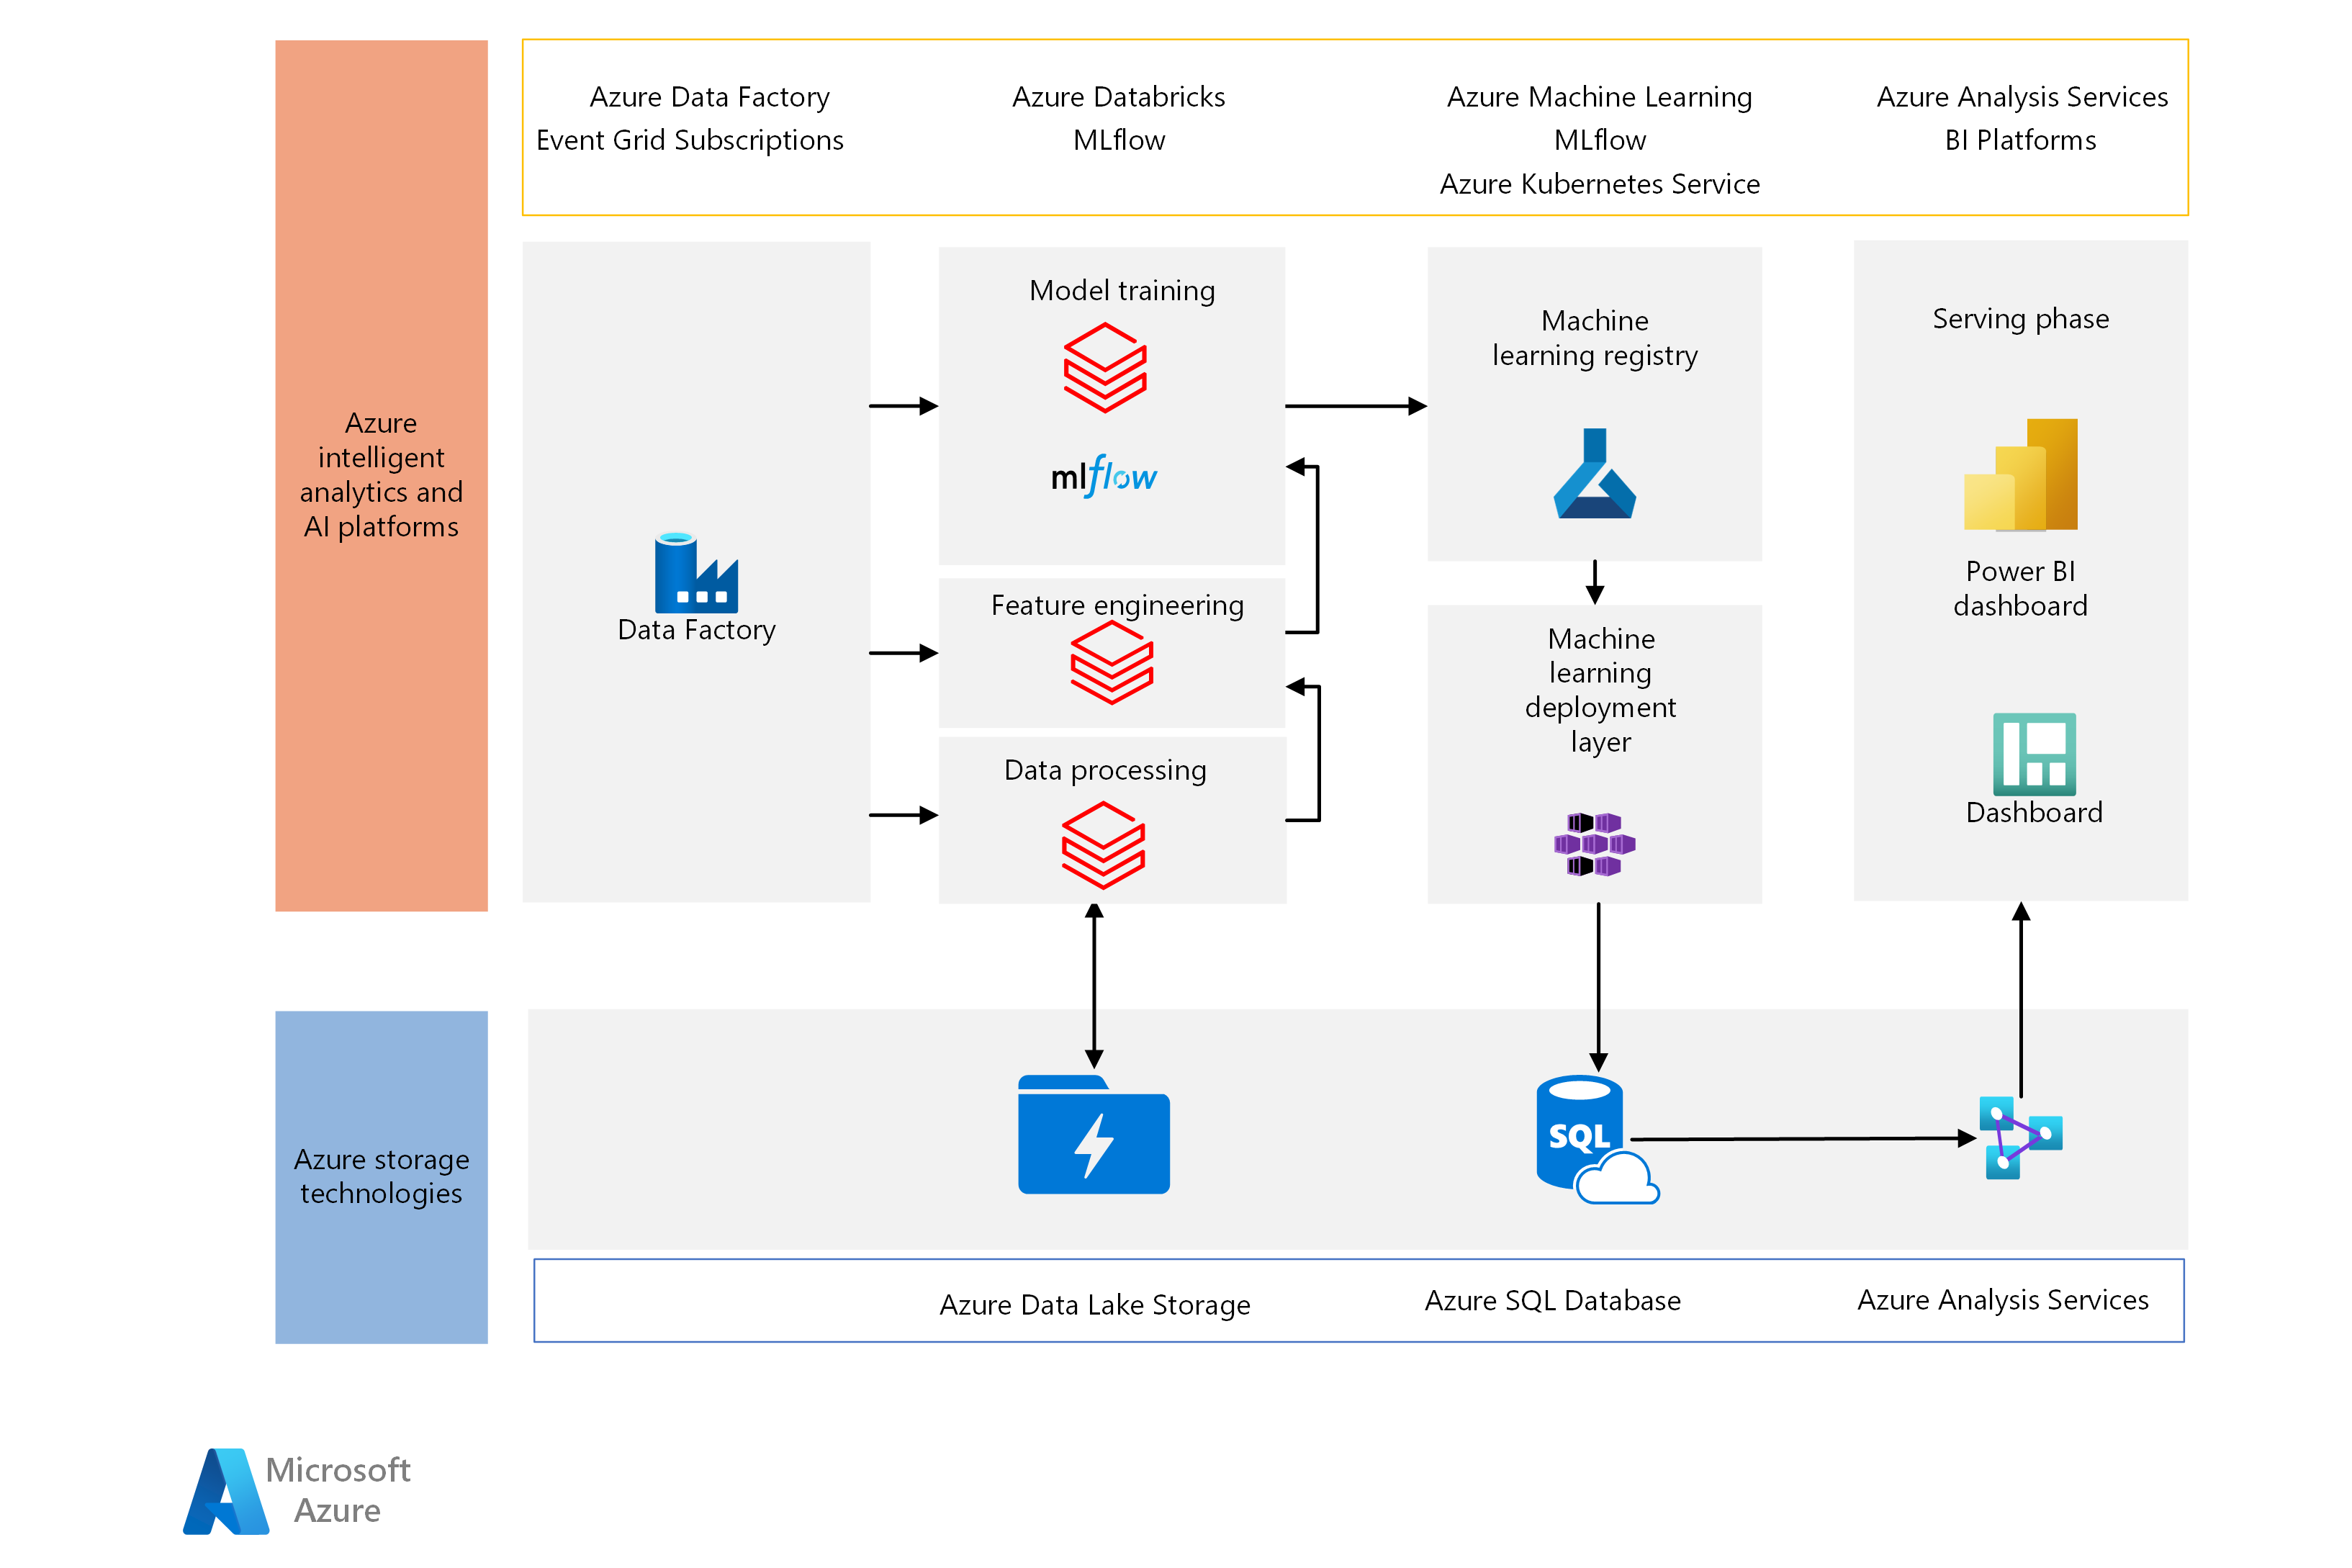 Azure Data Factory
Event Grid Subscriptions
Azure Databricks
MLflow
Azure Machine Learning
MLflow
Azure Kubernetes Service
Azure Analysis Services
BI Platforms
Azure
intelligent
analytics and
AI platforms
Data Factory
Model training
mlflow
Feature engineering
Data processing
Machine
learning registry
Machine
learning
deployment
layer
Serving phase
Power BI
dashboard
Dashboard
Azure storage
technologies
SQL
Azure Data Lake Storage
Azure SQL Database
Azure Analysis Services
Microsoft
Azure